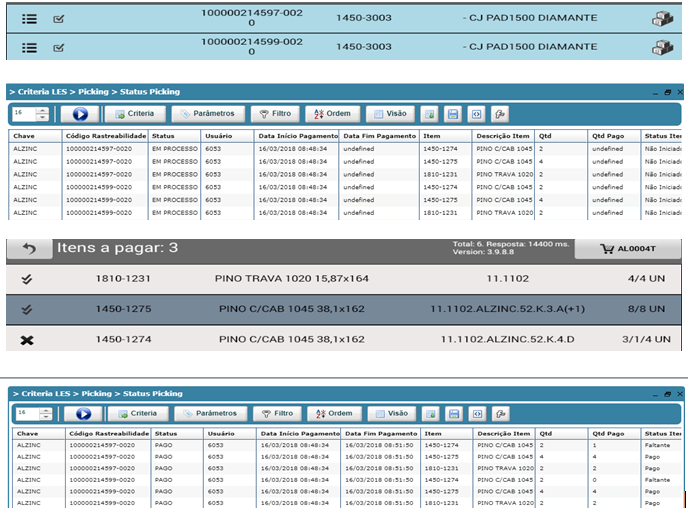 100000214597-002
0 1450-3003 - CJ PAD1500 DIAMANTE
100000214599-002
0 1450-3003 - CJ PAD1500 DIAMANTE
> Criteria LES > Picking > Status Picking
16 Criteria Parâmetros Filtro Ordem Visão
Chave Código Rastreabilidade Status Usuário Data Início Pagamento Data Fim Pagamento Item Descrição Item Qtd Qtd Pago Status Iten
ALZINC 100000214597-0020 EM PROCESSO 6053 16/03/2018 08:48:34 undefined 1450-1274 PINO C/CAB 1045 2 undefined Não Iniciado
ALZINC 100000214597-0020 EM PROCESSO 6053 16/03/2018 08:48:34 undefined 1450-1275 PINO C/CAB 1045 4 undefined Não Iniciado
ALZINC 100000214597-0020 EM PROCESSO 6053 16/03/2018 08:48:34 undefined 1810-1231 PINO TRAVA 1020 2 undefined Não Iniciado
ALZINC 100000214599-0020 EM PROCESSO 6053 16/03/2018 08:48:34 undefined 1450-1274 PINO C/CAB 1045 2 undefined Não Iniciado
ALZINC 100000214599-0020 EM PROCESSO 6053 16/03/2018 08:48:34 undefined 1450-1275 PINO C/CAB 1045 4 undefined Não Iniciado
ALZINC 100000214599-0020 EM PROCESSO 6053 16/03/2018 08:48:34 undefined 1810-1231 PINO TRAVA 1020 2 undefined Não Iniciado
Itens a pagar: 3 Total: 6. Resposta: 14400 ms. AL0004T
Version: 3.9.8.8
1810-1231 PINO TRAVA 1020 15,87x164 11.1102 4/4 UN
1450-1275 PINO C/CAB 1045 38,1x162 11.1102.ALZINC.52.K.3.A(+1) 8/8 UN
1450-1274 PINO C/CAB 1045 38,1x162 11.1102.ALZINC.52.K.4.D 3/1/4 UN
> Criteria LES > Picking > Status Picking
16 Criteria Parâmetros Filtro Ordem Visão
Chave Código Rastreabilidade Status Usuário Data Início Pagamento Data Fim Pagamento Item Descrição Item Qtd Qtd Pago Status Iten
ALZINC 100000214597-0020 PAGO 6053 16/03/2018 08:48:34 16/03/2018 08:51:50 1450-1274 PINO C/CAB 1045 2 1 Faltante
ALZINC 100000214597-0020 PAGO 6053 16/03/2018 08:48:34 16/03/2018 08:51:50 1450-1275 PINO C/CAB 1045 4 4 Pago
ALZINC 100000214597-0020 PAGO 6053 16/03/2018 08:48:34 16/03/2018 08:51:50 1810-1231 PINO TRAVA 1020 2 2 Pago
ALZINC 100000214599-0020 PAGO 6053 16/03/2018 08:48:34 16/03/2018 08:51:50 1450-1274 PINO C/CAB 1045 2 0 Faltante
ALZINC 100000214599-0020 PAGO 6053 16/03/2018 08:48:34 16/03/2018 08:51:50 1450-1275 PINO C/CAB 1045 4 4 Pago
ALZINC 100000214599-0020 PAGO 6053 16/03/2018 08:48:34 16/03/2018 08:51:50 1810-1231 PINO TRAVA 1020 2 2 Pago